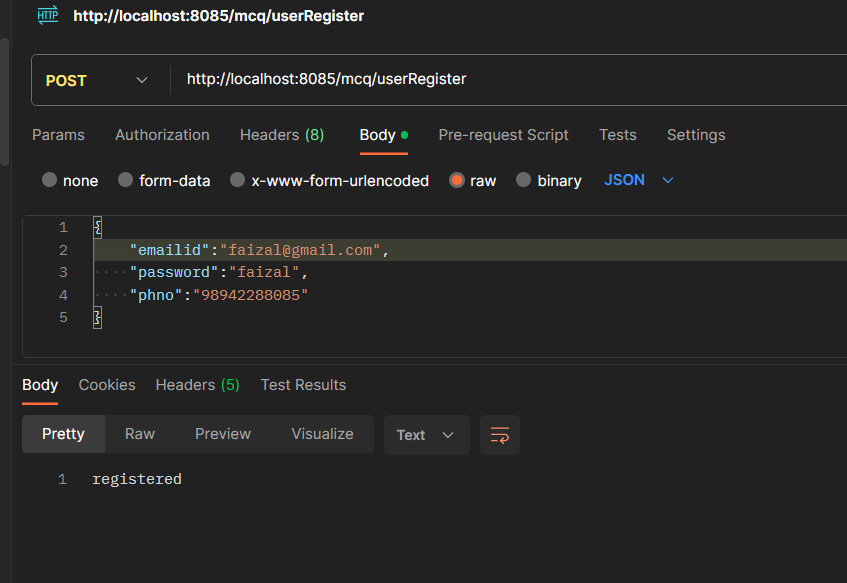 HTTP http://localhost:8085/mcq/userRegister
POST http://localhost:8085/mcq/userRegister
Params Authorization Headers (8) Body Pre-request Script Tests Settings
none form-data x-www-form-urlencoded raw binary JSON
1 {
2 "emailid":"faizal@gmail.com",
3 "password":"faizal",
4 "phno":"98942288085"
5 }
Body Cookies Headers (5) Test Results
Pretty Raw Preview Visualize Text
1 registered